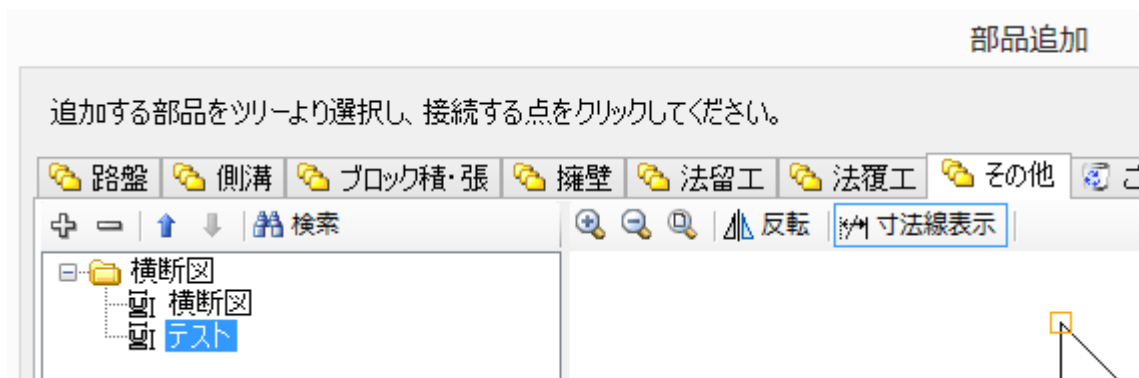 部品追加
追加する部品をツリーより選択し、接続する点をクリックしてください。
路盤 側溝 ブロック積・張 擁壁 法留工 法覆工 その他
検索 反転 寸法線表示
横断図
横断図
テスト